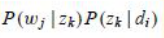 P(w_j | z_k)P(z_k | d_i)